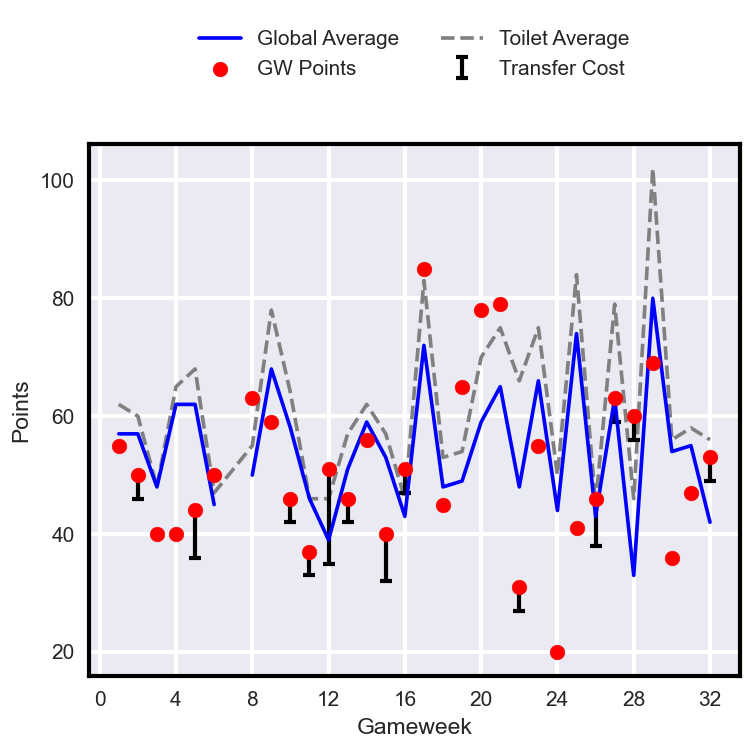 Global Average
GW Points
Toilet Average
Transfer Cost
100
80
60
40
20
Points
0 4 8 12 16 20 24 28 32
Gameweek